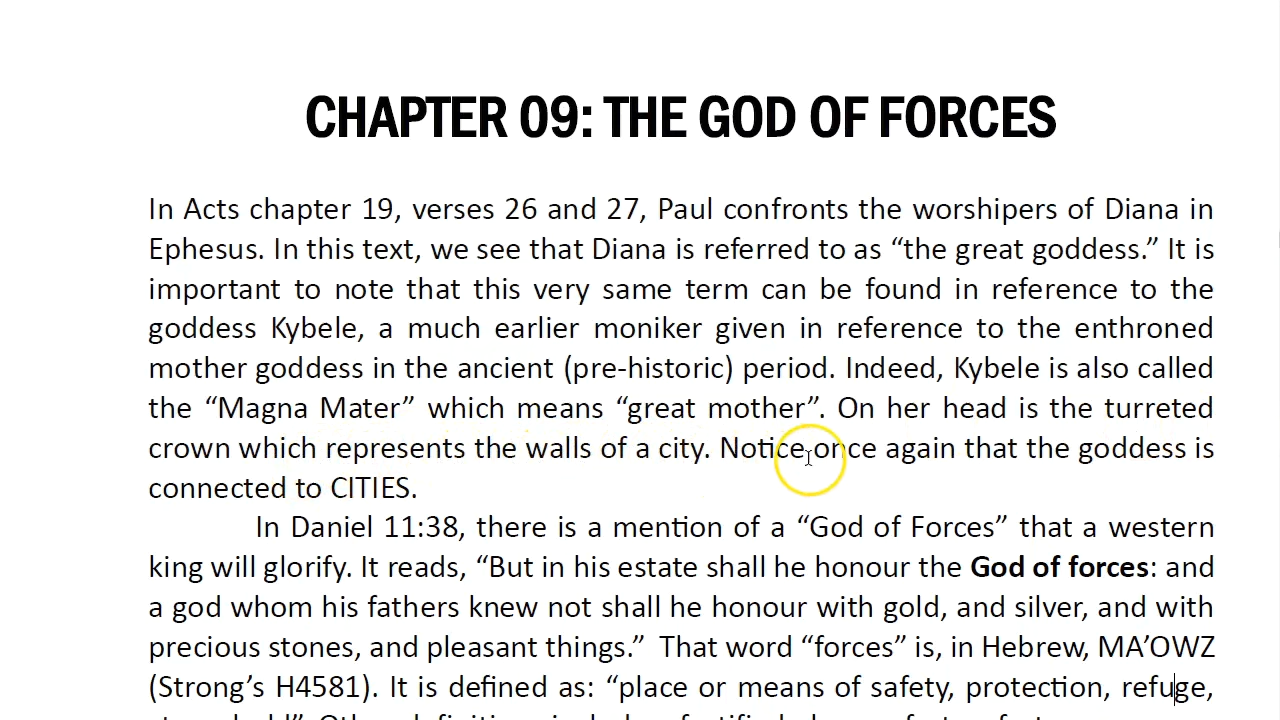 CHAPTER 09: THE GOD OF FORCES
In Acts chapter 19, verses 26 and 27, Paul confronts the worshipers of Diana in
Ephesus. In this text, we see that Diana is referred to as “the great goddess.” It is
important to note that this very same term can be found in reference to the
goddess Kybele, a much earlier moniker given in reference to the enthroned
mother goddess in the ancient (pre-historic) period. Indeed, Kybele is also called
the “Magna Mater” which means “great mother”. On her head is the turreted
crown which represents the walls of a city. Notice once again that the goddess is
connected to CITIES.
In Daniel 11:38, there is a mention of a “God of Forces” that a western
king will glorify. It reads, “But in his estate shall he honour the God of forces: and
a god whom his fathers knew not shall he honour with gold, and silver, and with
precious stones, and pleasant things.” That word “forces” is, in Hebrew, MA’OWZ
(Strong’s H4581). It is defined as: “place or means of safety, protection, refuge,